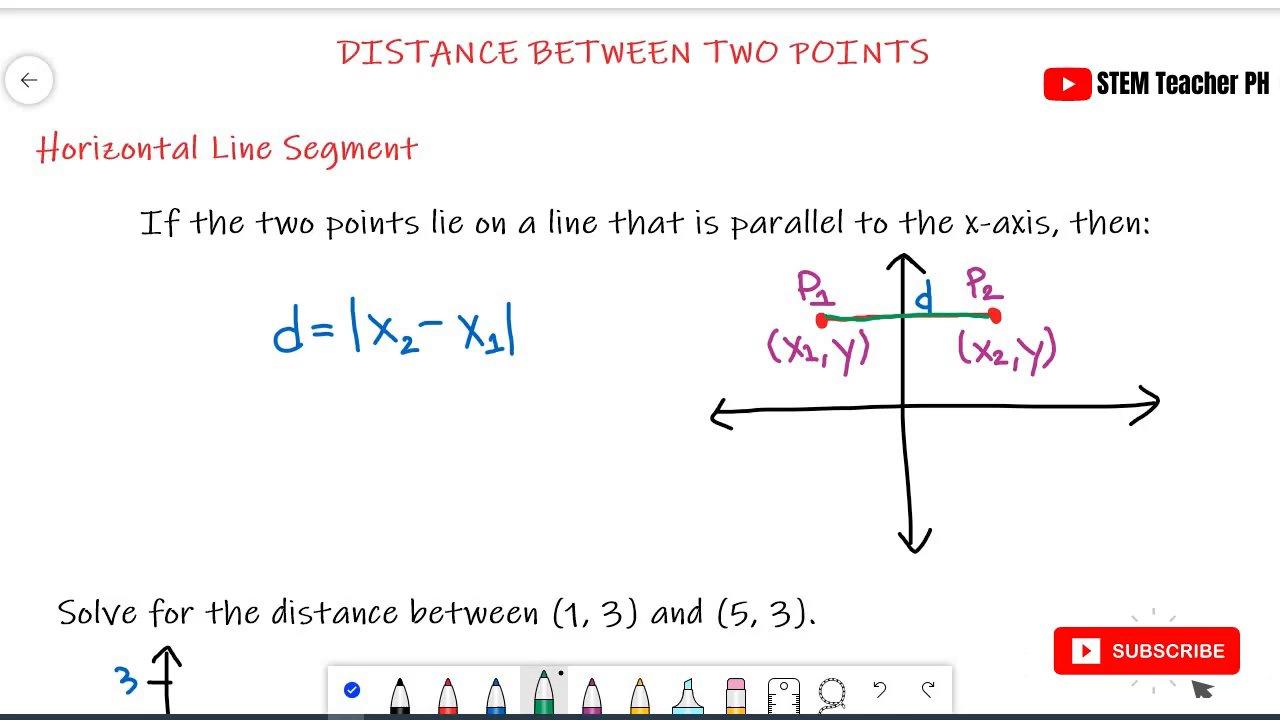 DISTANCE BETWEEN TWO POINTS
STEM Teacher PH
Horizontal Line Segment
If the two points lie on a line that is parallel to the x-axis, then:
d = |x₂ - x₁|
P₁ d P₂
(x₁, y) (x₂, y)
Solve for the distance between (1, 3) and (5, 3).
SUBSCRIBE
3